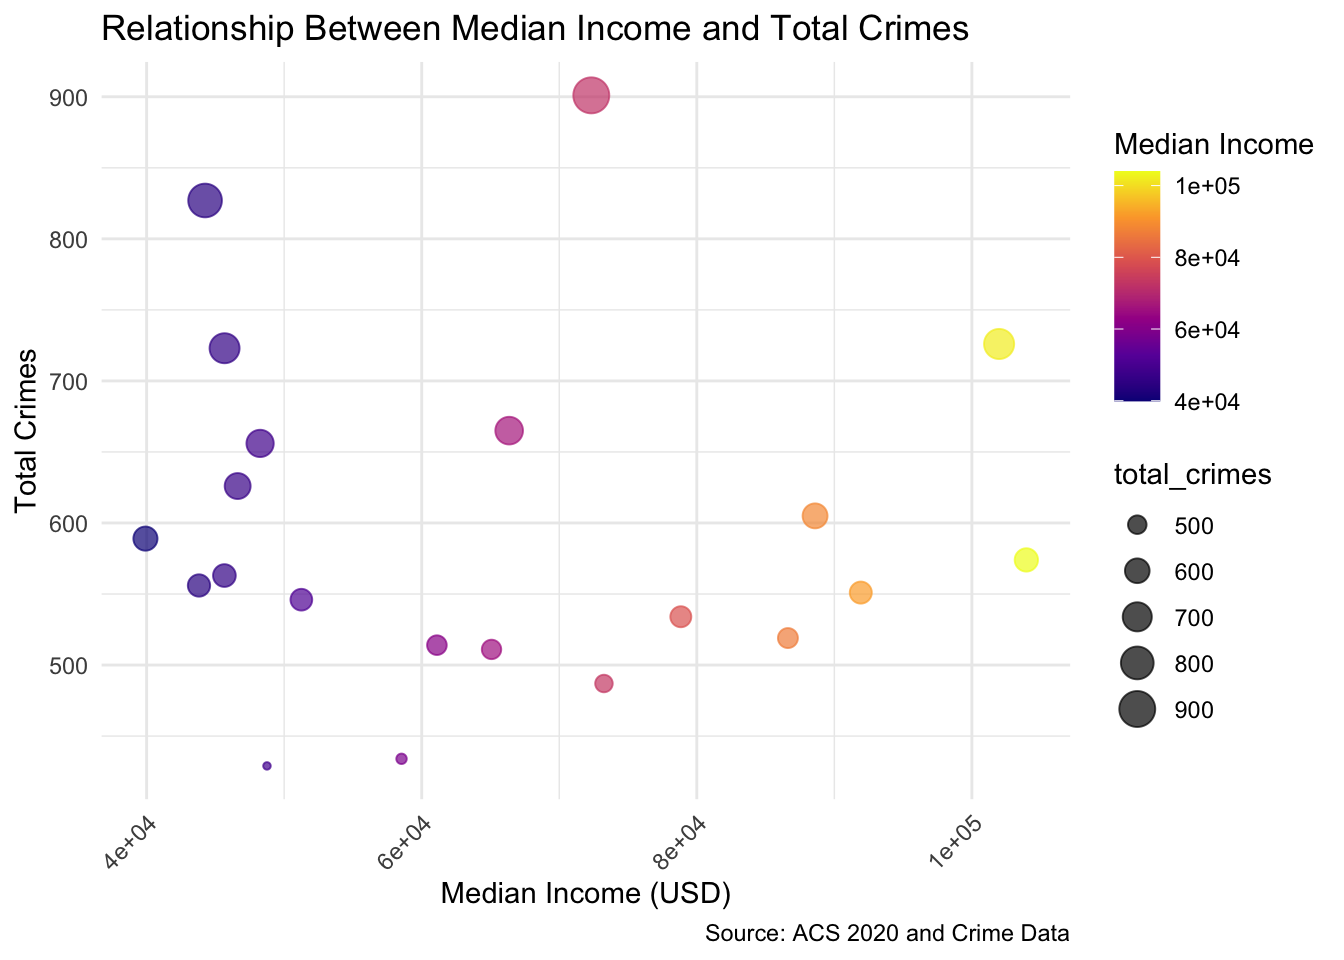 Relationship Between Median Income and Total Crimes
900
800
700
600
500
Total Crimes
4e+04
6e+04
8e+04
1e+05
Median Income (USD)
Source: ACS 2020 and Crime Data
Median Income
1e+05
8e+04
6e+04
4e+04
total_crimes
500
600
700
800
900